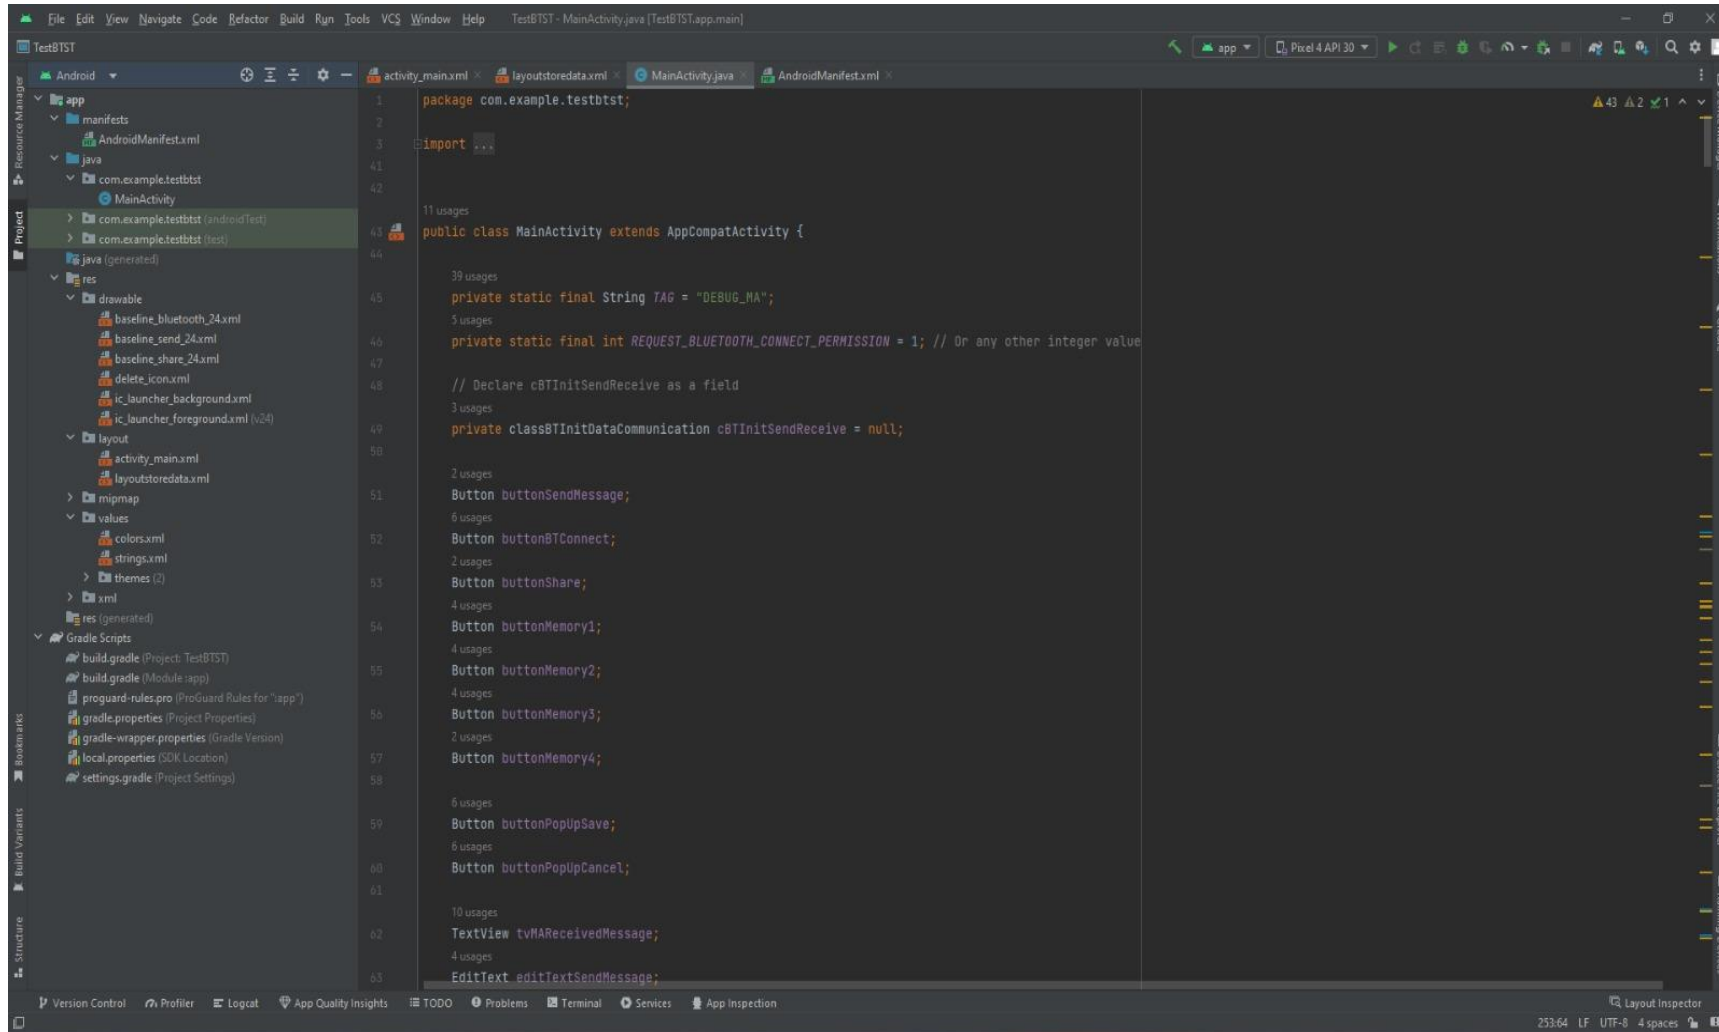 File Edit View Navigate Code Refactor Build Run Tools VCS Window Help TestBTST - MainActivity.java [TestBTST.app.main]
TestBTST
app
Pixel 4 API 30
Android
activity_main.xml
layoutstoredata.xml
MainActivity.java
AndroidManifest.xml
Resource Manager
Project
Bookmarks
Build Variants
Structure
app
manifests
AndroidManifest.xml
java
com.example.testbtst
MainActivity
com.example.testbtst (androidTest)
com.example.testbtst (test)
java (generated)
res
drawable
baseline_bluetooth_24.xml
baseline_send_24.xml
baseline_share_24.xml
delete_icon.xml
ic_launcher_background.xml
ic_launcher_foreground.xml (v24)
layout
activity_main.xml
layoutstoredata.xml
mipmap
values
colors.xml
strings.xml
themes (2)
xml
res (generated)
Gradle Scripts
build.gradle (Project: TestBTST)
build.gradle (Module :app)
proguard-rules.pro (ProGuard Rules for ":app")
gradle.properties (Project Properties)
gradle-wrapper.properties (Gradle Version)
local.properties (SDK Location)
settings.gradle (Project Settings)
43 2 1
1 package com.example.testbtst;
2
3 import ...
41
42
11 usages
43 public class MainActivity extends AppCompatActivity {
44
39 usages
45 private static final String TAG = "DEBUG_MA";
5 usages
46 private static final int REQUEST_BLUETOOTH_CONNECT_PERMISSION = 1; // Or any other integer value
47
48 // Declare cBTInitSendReceive as a field
3 usages
49 private classBTInitDataCommunication cBTInitSendReceive = null;
50
2 usages
51 Button buttonSendMessage;
6 usages
52 Button buttonBTConnect;
2 usages
53 Button buttonShare;
4 usages
54 Button buttonMemory1;
4 usages
55 Button buttonMemory2;
4 usages
56 Button buttonMemory3;
2 usages
57 Button buttonMemory4;
58
6 usages
59 Button buttonPopUpSave;
6 usages
60 Button buttonPopUpCancel;
61
10 usages
62 TextView tvMAReceivedMessage;
4 usages
63 EditText editTextSendMessage;
Version Control Profiler Logcat App Quality Insights TODO Problems Terminal Services App Inspection Layout Inspector
253:64 LF UTF-8 4 spaces